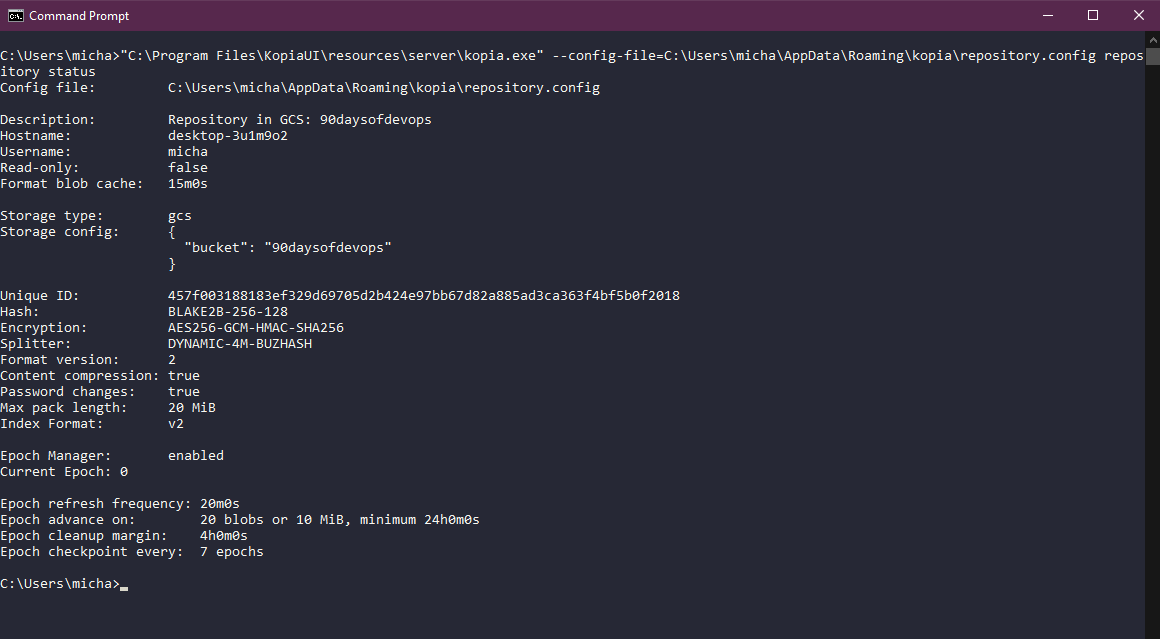 Command Prompt
C:\Users\micha>"C:\Program Files\KopiaUI\resources\server\kopia.exe" --config-file=C:\Users\micha\AppData\Roaming\kopia\repository.config repos
itory status
Config file:         C:\Users\micha\AppData\Roaming\kopia\repository.config
Description:         Repository in GCS: 90daysofdevops
Hostname:            desktop-3u1m9o2
Username:            micha
Read-only:           false
Format blob cache:   15m0s
Storage type:        gcs
Storage config:      {
                       "bucket": "90daysofdevops"
                     }
Unique ID:           457f003188183ef329d69705d2b424e97bb67d82a885ad3ca363f4bf5b0f2018
Hash:                BLAKE2B-256-128
Encryption:          AES256-GCM-HMAC-SHA256
Splitter:            DYNAMIC-4M-BUZHASH
Format version:      2
Content compression: true
Password changes:    true
Max pack length:     20 MiB
Index Format:        v2
Epoch Manager:       enabled
Current Epoch: 0
Epoch refresh frequency: 20m0s
Epoch advance on:        20 blobs or 10 MiB, minimum 24h0m0s
Epoch cleanup margin:    4h0m0s
Epoch checkpoint every:  7 epochs
C:\Users\micha>